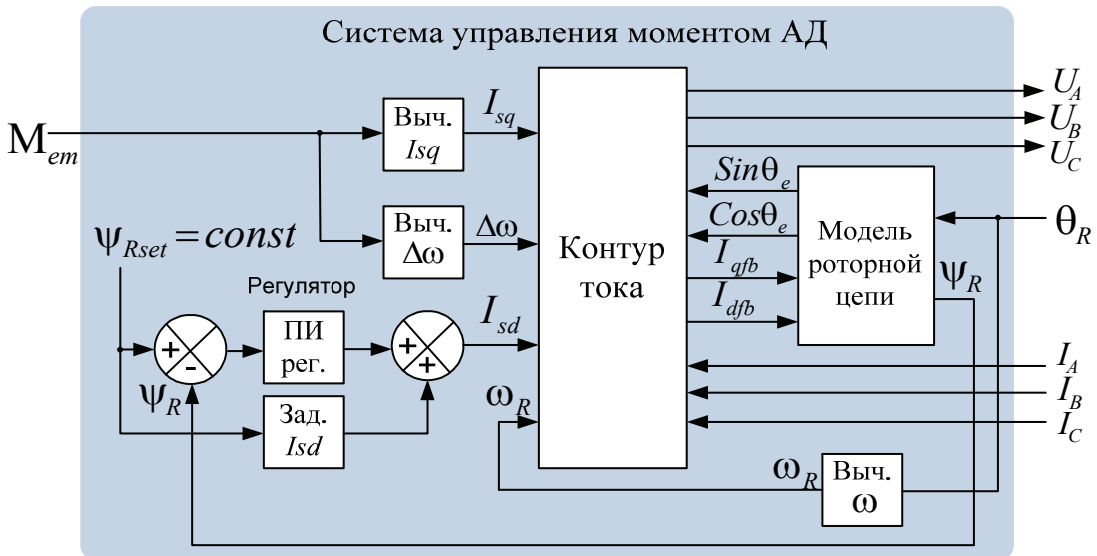 Система управления моментом АД
M_em
Выч.
Isq
I_sq
U_A
U_B
U_C
Sinθ_e
Cosθ_e
I_qfb
I_dfb
Модель
роторной
цепи
θ_R
ψ_R
ψ_Rset = const
Выч.
Δω
Δω
Контур
тока
Регулятор
ПИ
рег.
+
-
+
+
I_sd
ψ_R
Зад.
Isd
ω_R
I_A
I_B
I_C
ω_R
Выч.
ω